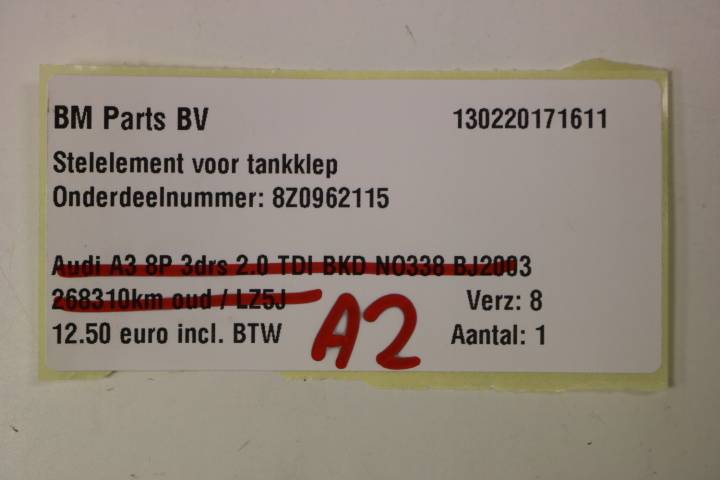 BM Parts BV 130220171611
Stelelement voor tankklep
Onderdeelnummer: 8Z0962115
Audi A3 8P 3drs 2.0 TDI BKD NO338 BJ2003
268310km oud / LZ5J Verz: 8
12.50 euro incl. BTW A2 Aantal: 1